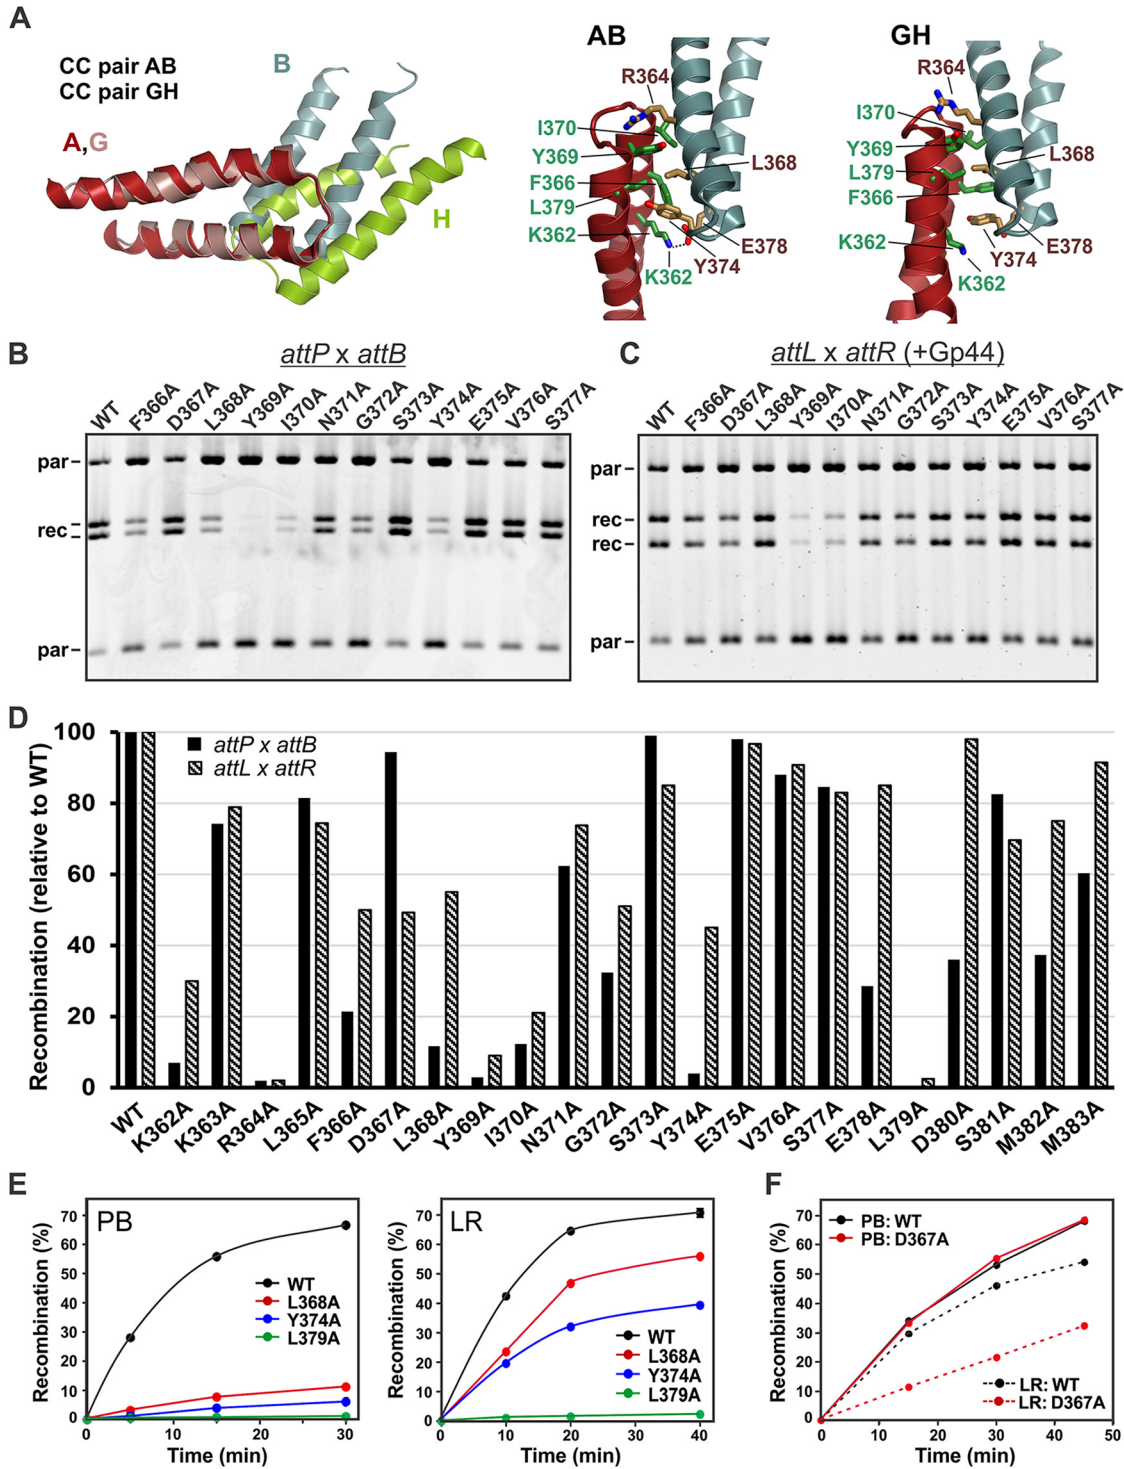 A
CC pair AB
CC pair GH
B
A,G
H
AB
R364
I370
Y369
F366
L379
K362
L368
E378
Y374
K362
GH
R364
I370
Y369
L379
F366
K362
L368
E378
Y374
K362
B
attP x attB
WT F366A D367A L368A Y369A I370A N371A G372A S373A Y374A E375A V376A S377A
par
rec
par
C
attL x attR (+Gp44)
WT F366A D367A L368A Y369A I370A N371A G372A S373A Y374A E375A V376A S377A
par
rec
rec
par
D
Recombination (relative to WT)
100
80
60
40
20
0
attP x attB
attL x attR
WT K362A K363A R364A L365A F366A D367A L368A Y369A I370A N371A G372A S373A Y374A E375A V376A S377A E378A L379A D380A S381A M382A M383A
E
PB
Recombination (%)
70
60
50
40
30
20
10
0
WT
L368A
Y374A
L379A
0 10 20 30
Time (min)
LR
Recombination (%)
70
60
50
40
30
20
10
0
WT
L368A
Y374A
L379A
0 10 20 30 40
Time (min)
F
Recombination (%)
70
60
50
40
30
20
10
0
PB: WT
PB: D367A
LR: WT
LR: D367A
0 10 20 30 40 50
Time (min)